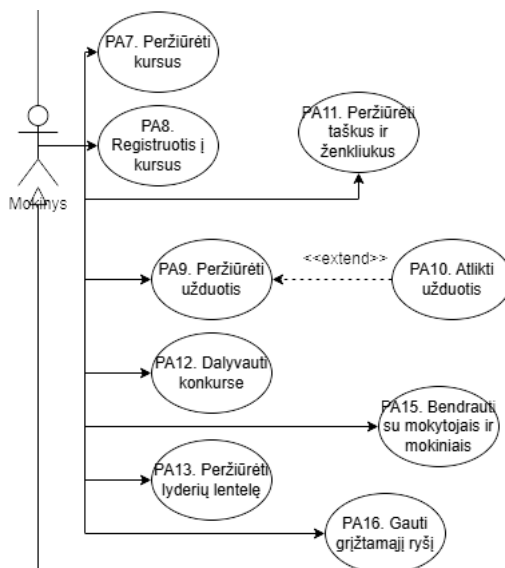 PA7. Peržiūrėti
kursus
PA8.
Registruotis į
kursus
PA11. Peržiūrėti
taškus ir
ženkliukus
Mokinys
<<extend>>
PA9. Peržiūrėti
užduotis
PA10. Atlikti
užduotis
PA12. Dalyvauti
konkurse
PA15. Bendrauti
su mokytojais ir
mokiniais
PA13. Peržiūrėti
lyderių lentelę
PA16. Gauti
grįžtamąjį ryšį